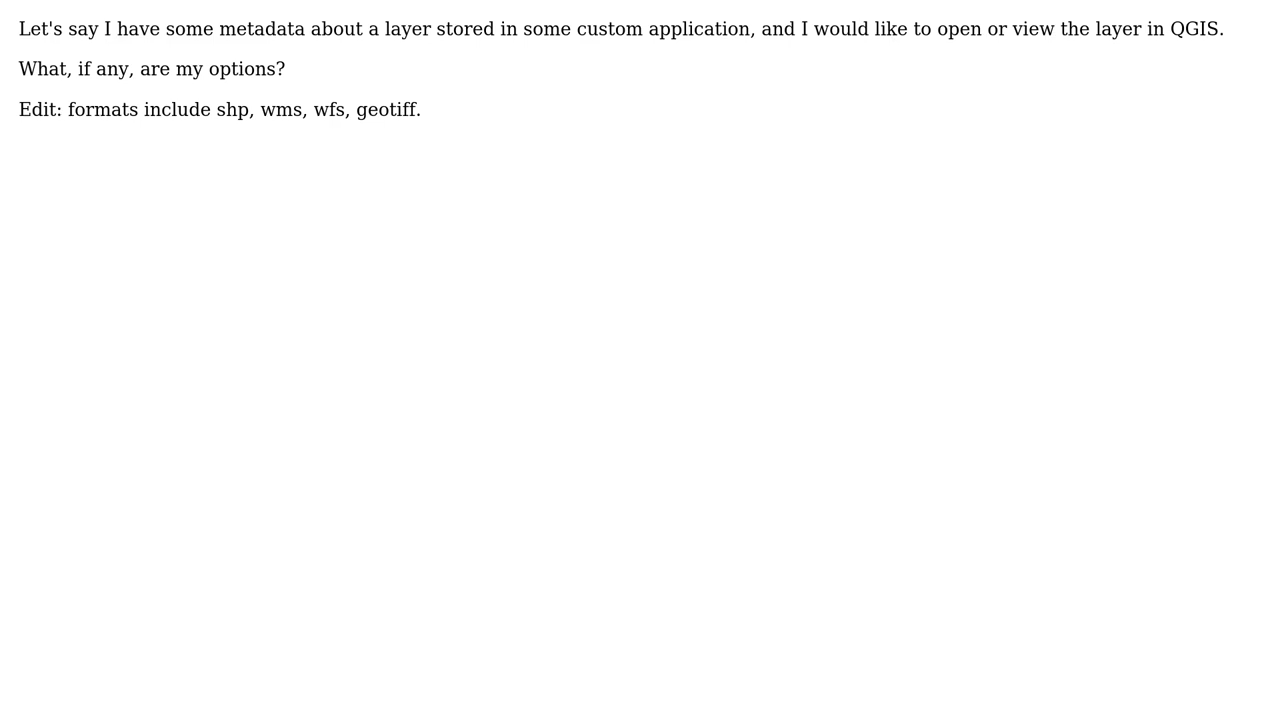 Let's say I have some metadata about a layer stored in some custom application, and I would like to open or view the layer in QGIS.
What, if any, are my options?
Edit: formats include shp, wms, wfs, geotiff.